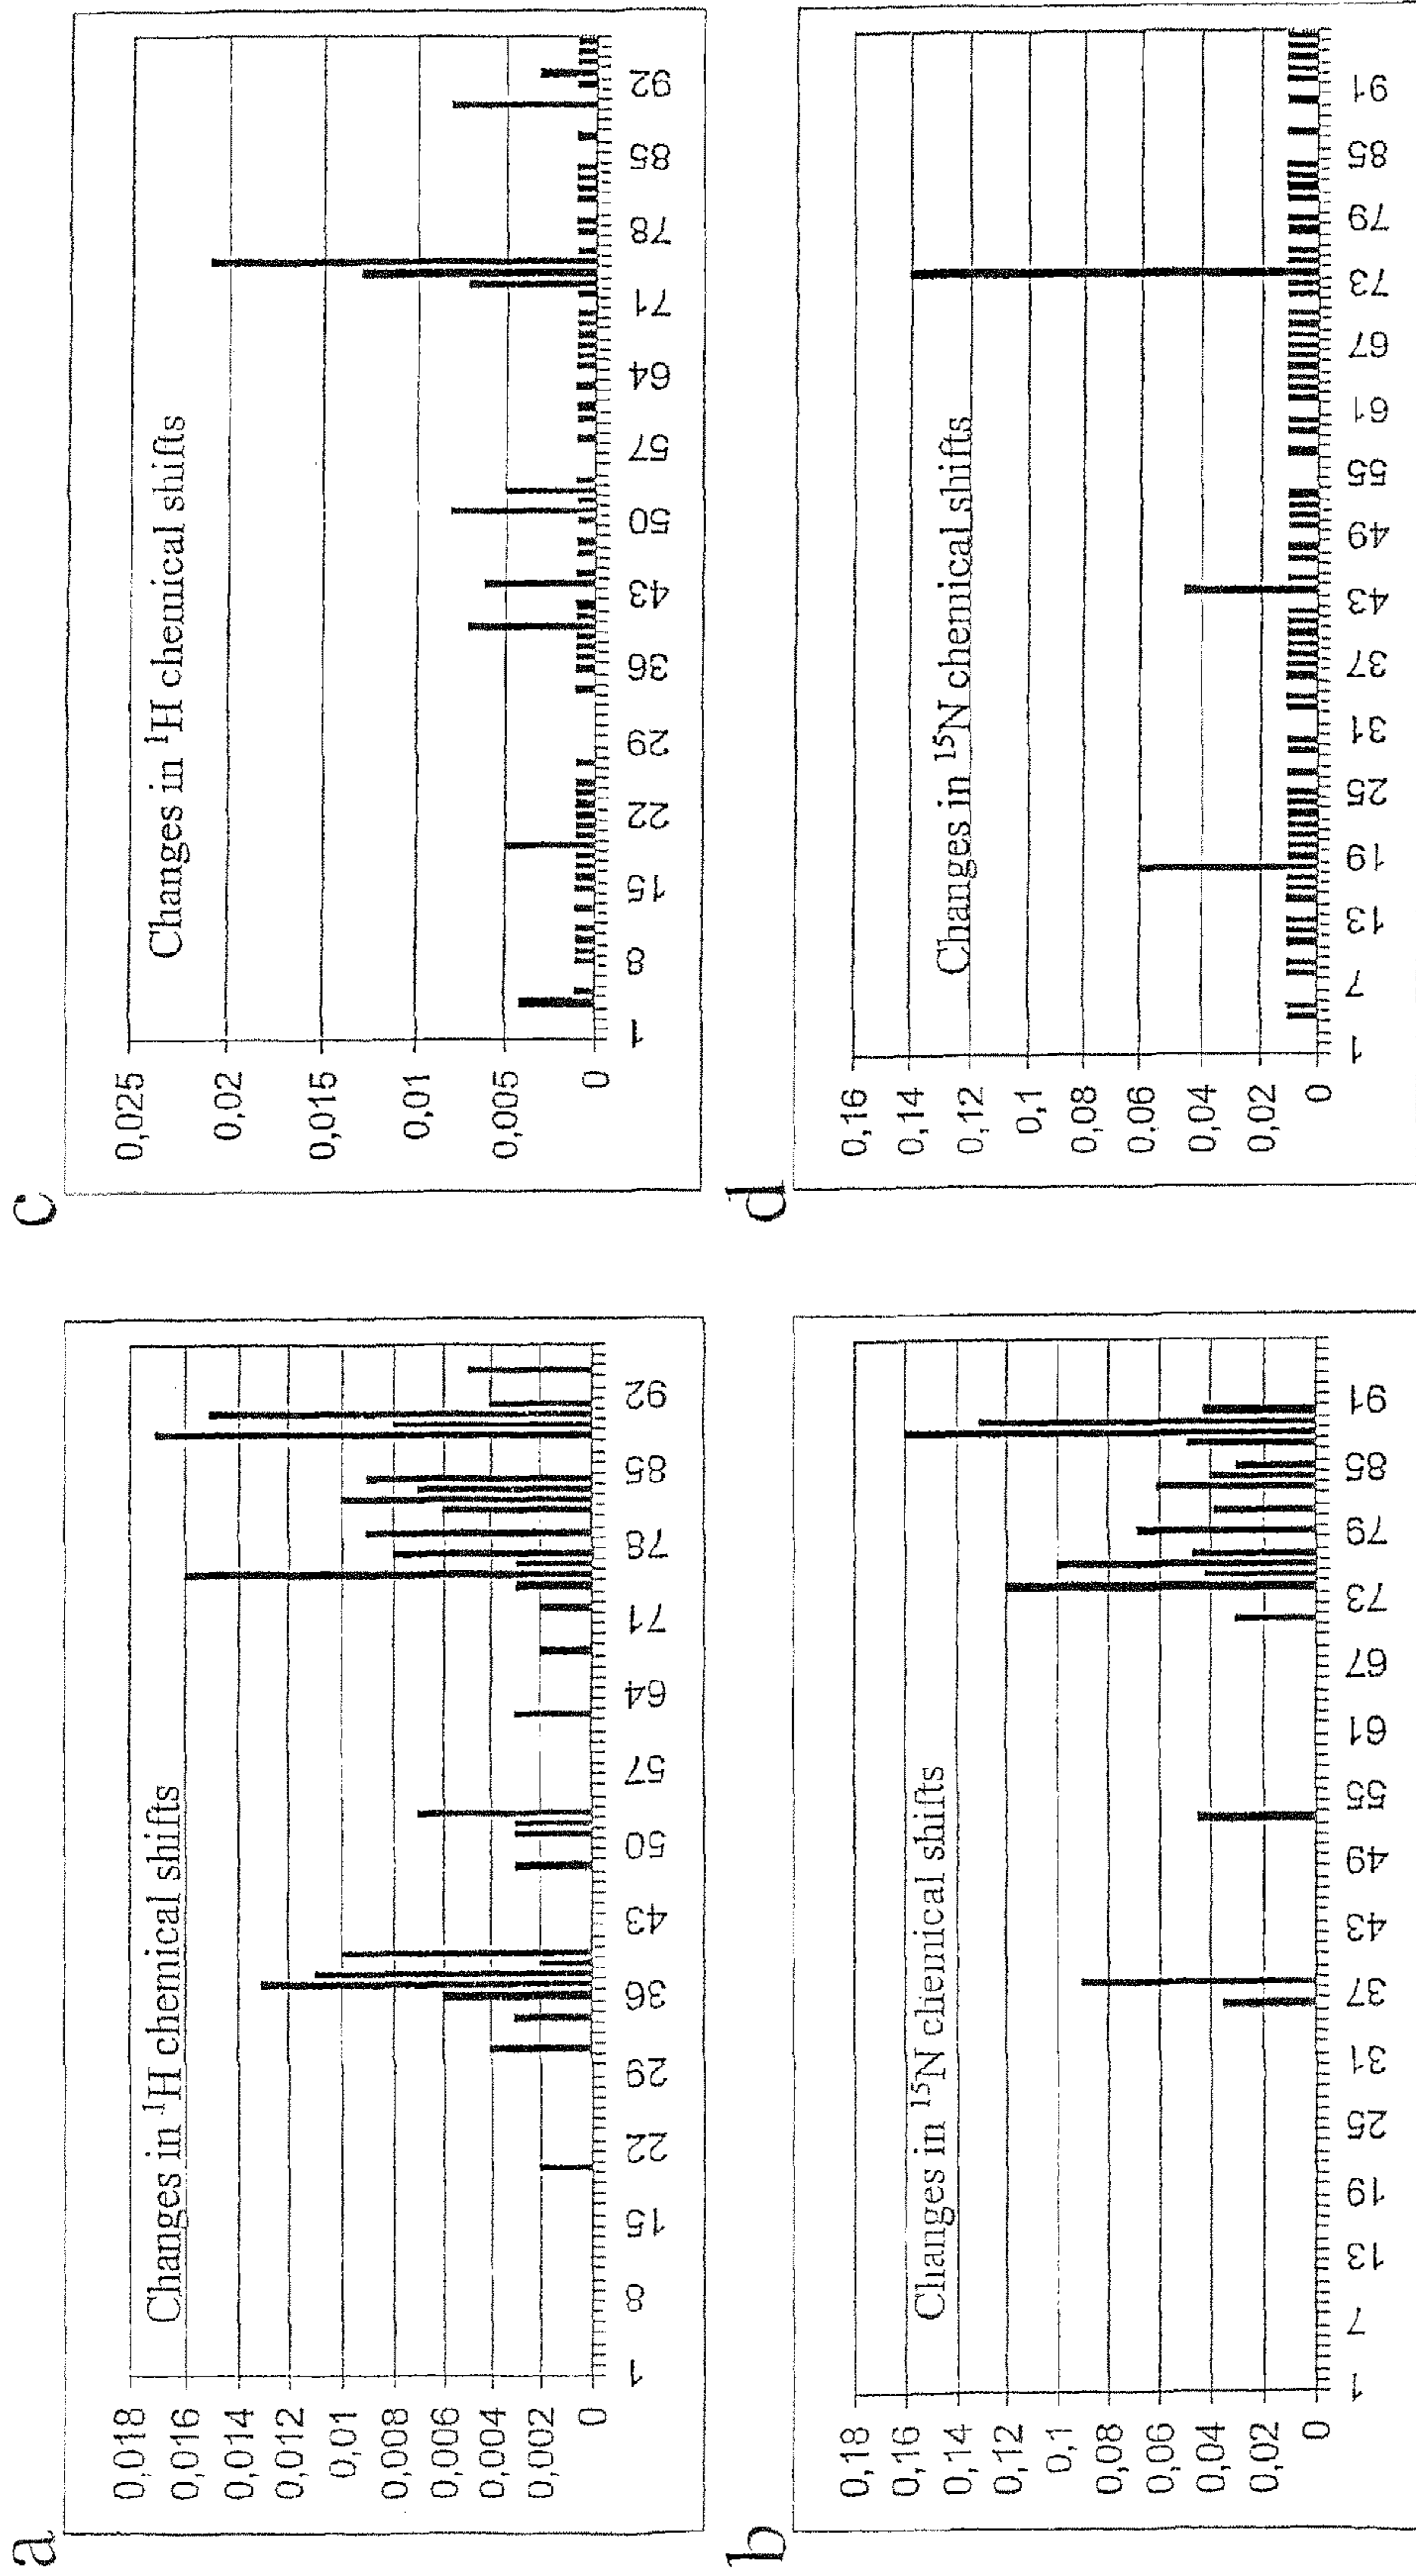 a
Changes in ¹H chemical shifts
0,018
0,016
0,014
0,012
0,01
0,008
0,006
0,004
0,002
0
1 8 15 22 29 36 43 50 57 64 71 78 85 92
b
Changes in ¹⁵N chemical shifts
0,18
0,16
0,14
0,12
0,1
0,08
0,06
0,04
0,02
0
1 7 13 19 25 31 37 43 49 55 61 67 73 79 85 91
c
Changes in ¹H chemical shifts
0,025
0,02
0,015
0,01
0,005
0
1 8 15 22 29 36 43 50 57 64 71 78 85 92
d
Changes in ¹⁵N chemical shifts
0,16
0,14
0,12
0,1
0,08
0,06
0,04
0,02
0
1 7 13 19 25 31 37 43 49 55 61 67 73 79 85 91